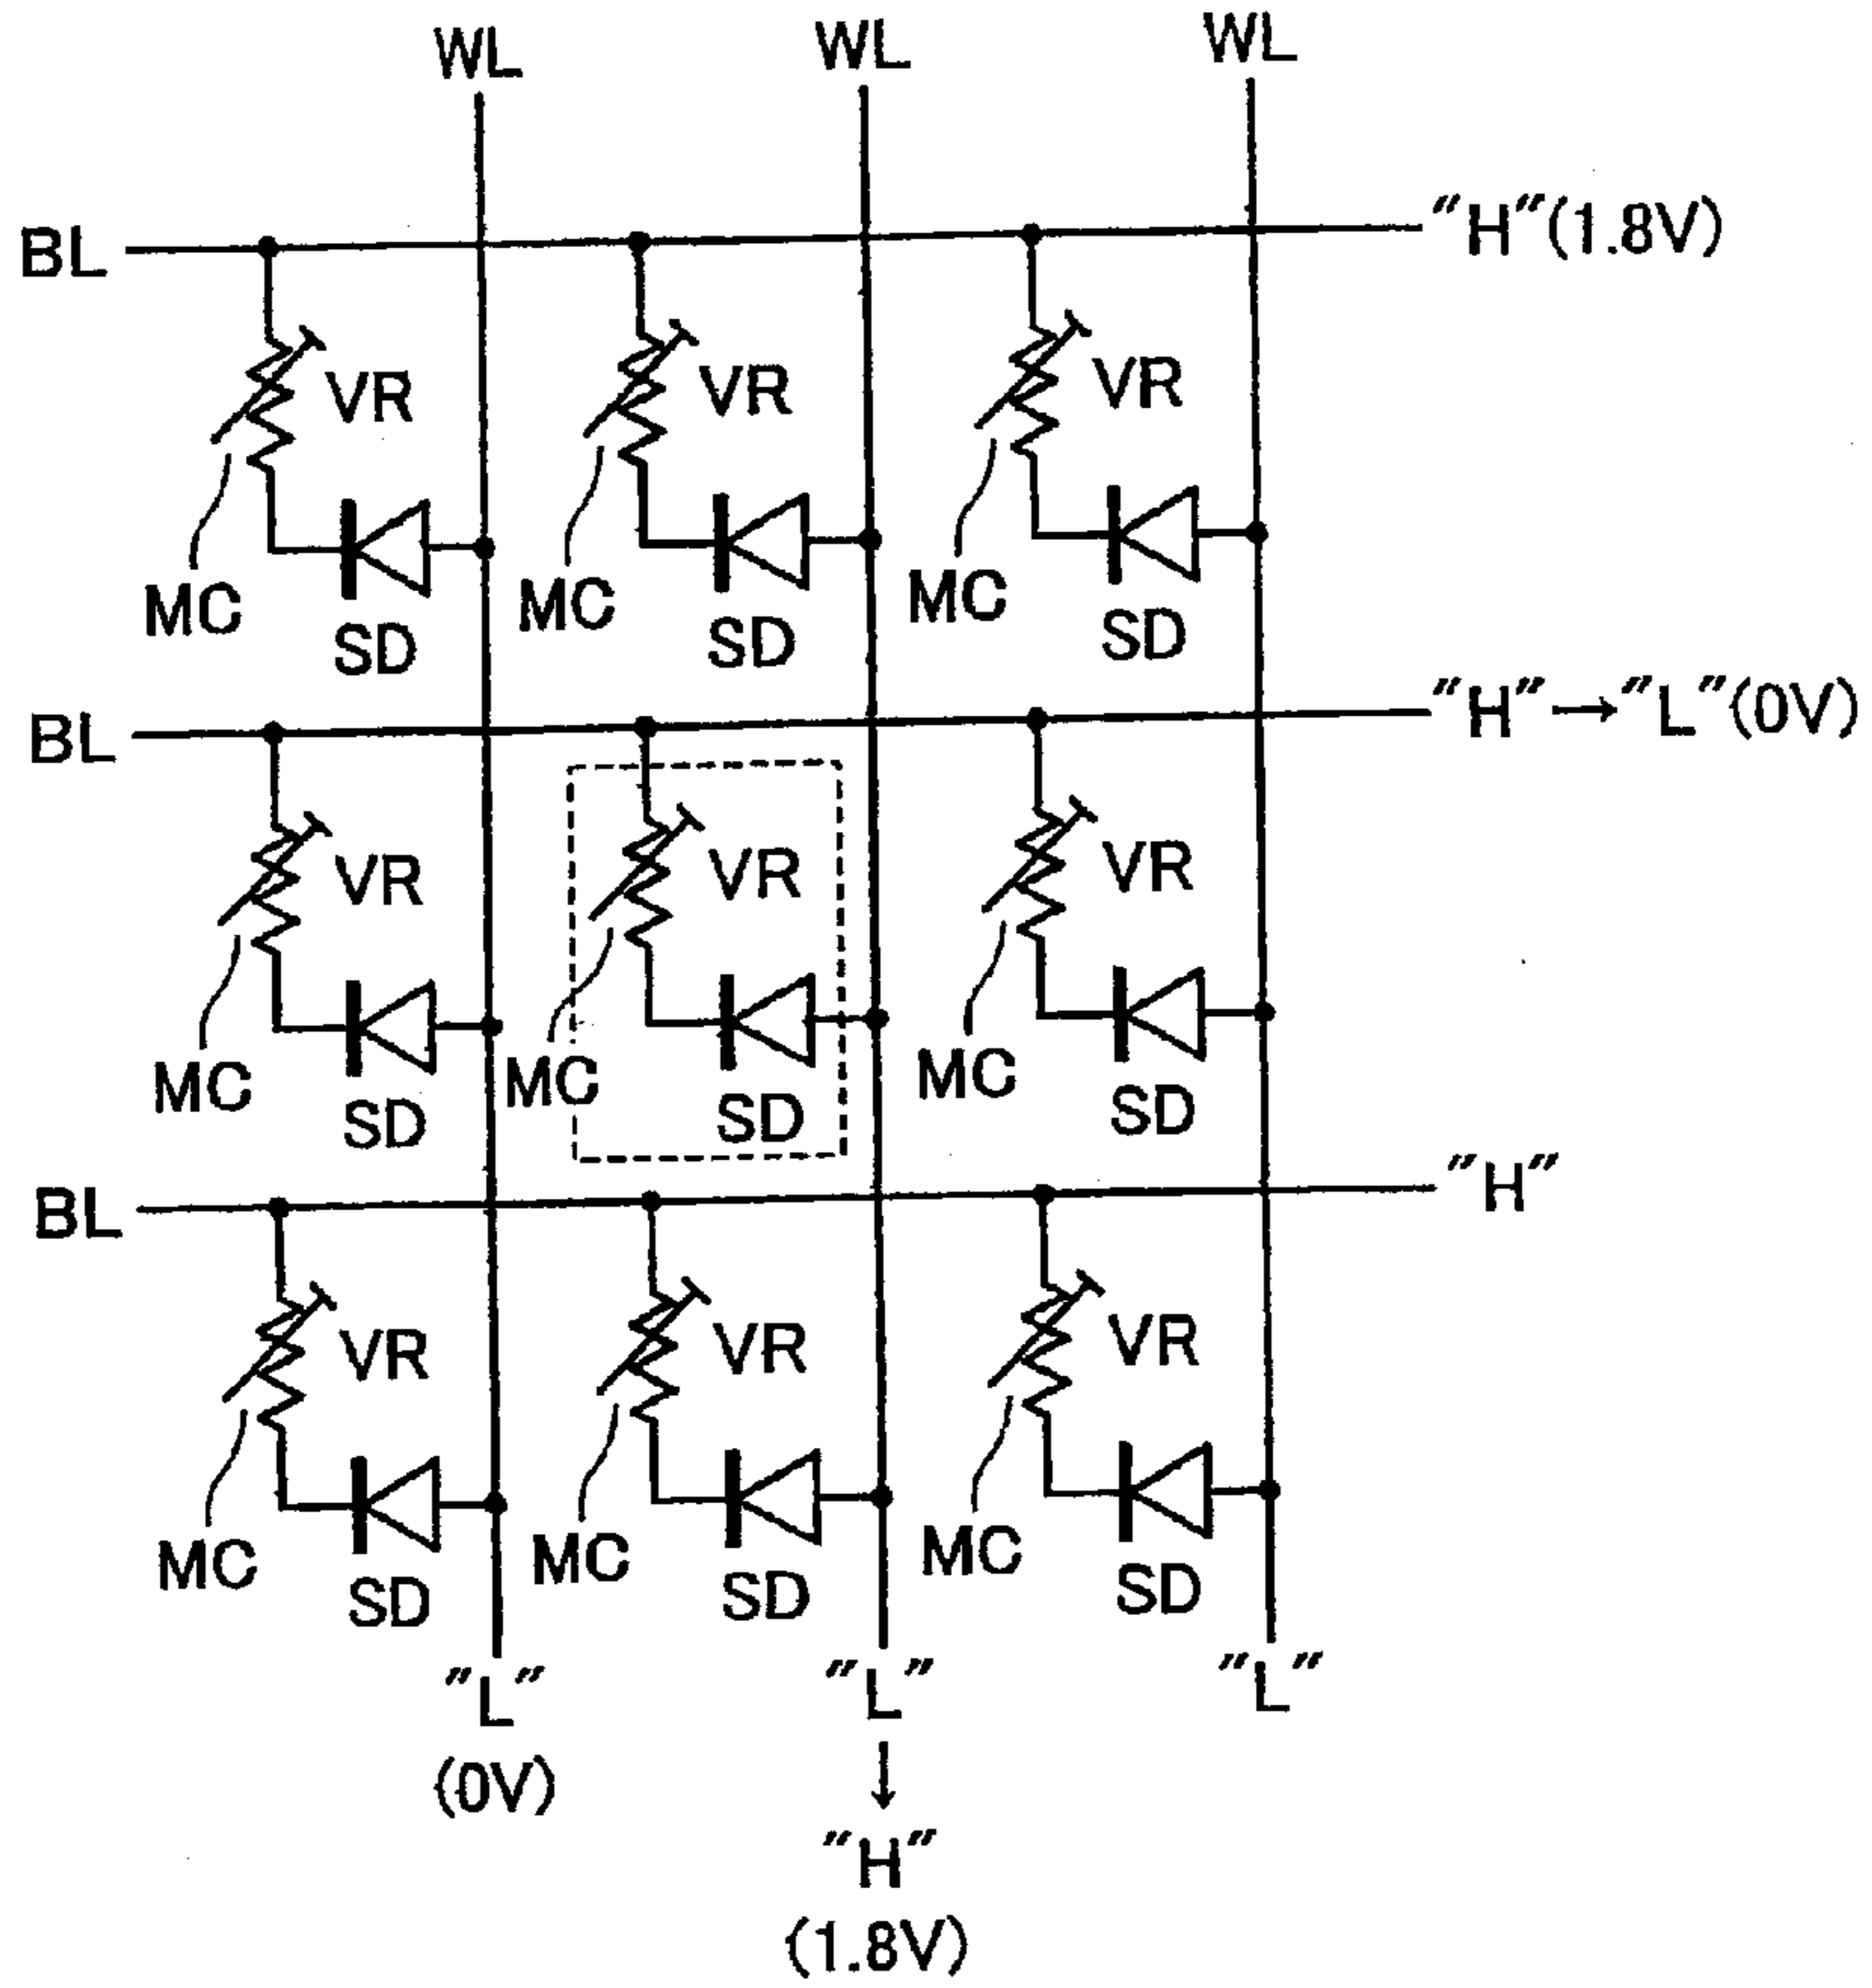 WL WL WL
BL "H"(1.8V)
VR VR VR
MC MC MC
SD SD SD
BL "H"→"L"(0V)
VR VR VR
MC MC MC
SD SD SD
BL "H"
VR VR VR
MC MC MC
SD SD SD
"L" "L" "L"
(0V) ↓
"H"
(1.8V)